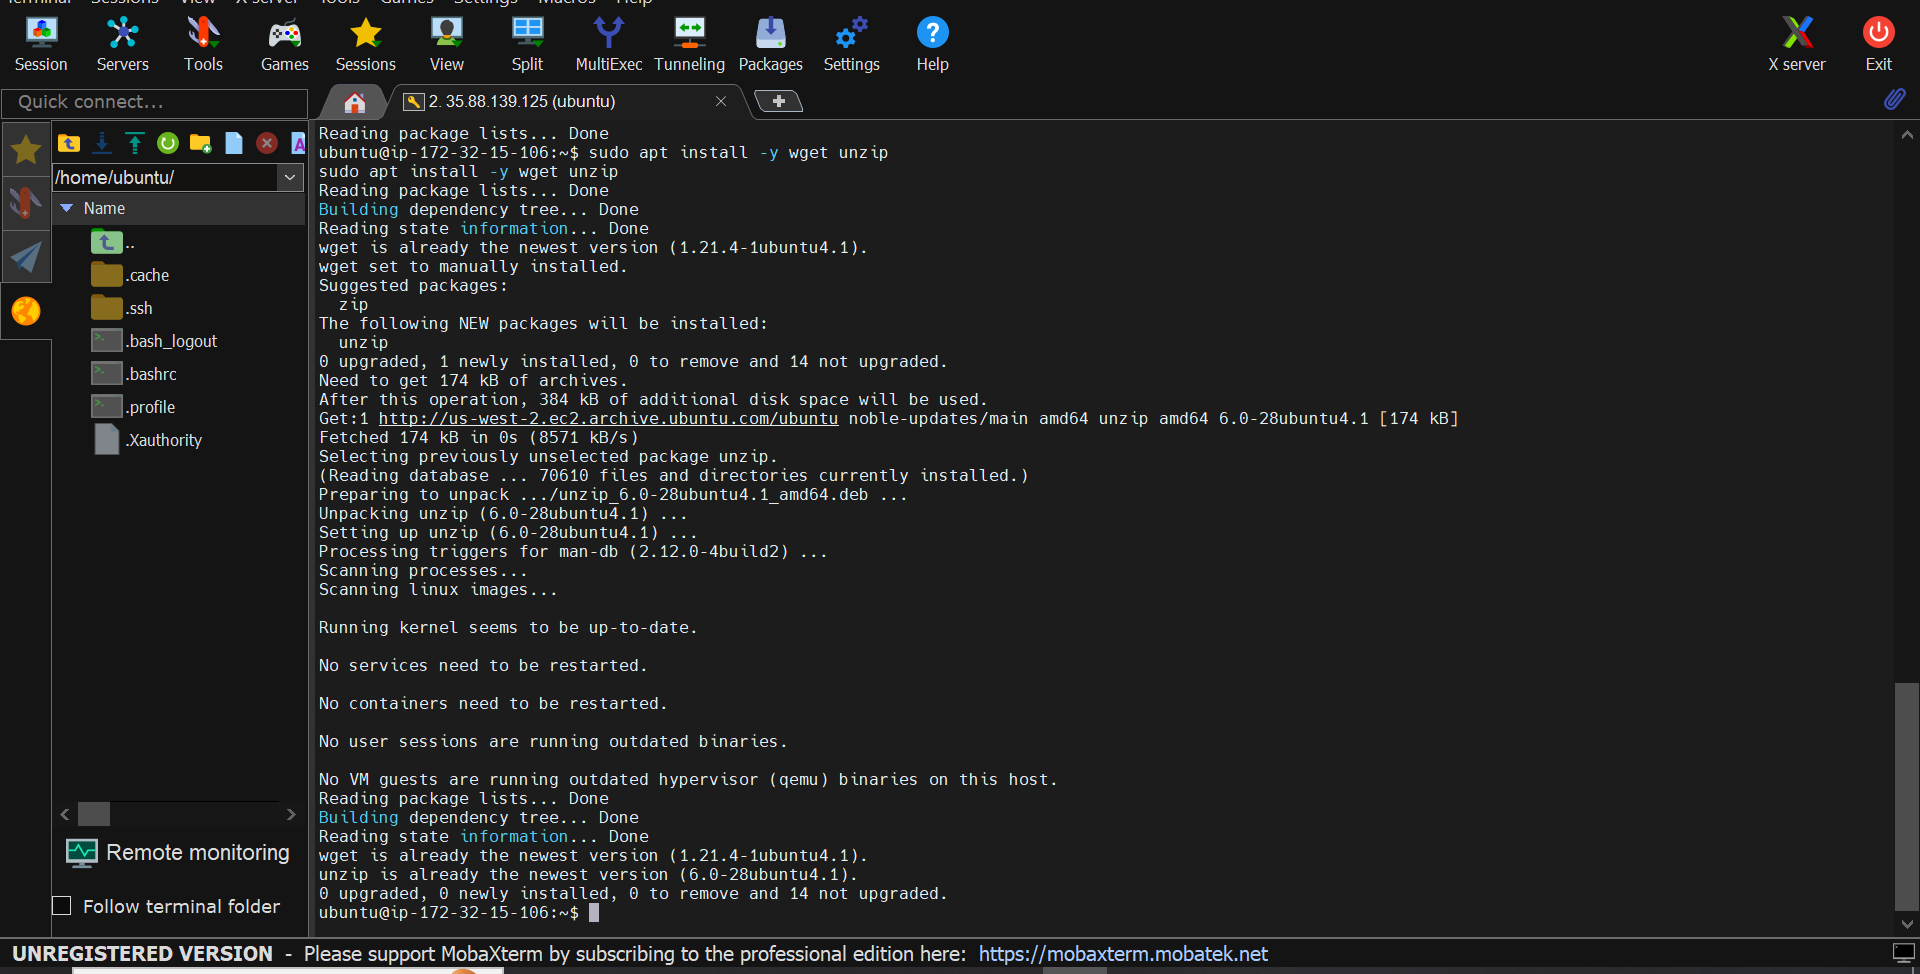 Terminal Sessions View X server Tools Games Settings Macros Help
Session Servers Tools Games Sessions View Split MultiExec Tunneling Packages Settings Help X server Exit
Quick connect...
2. 35.88.139.125 (ubuntu)
/home/ubuntu/
Name
..
.cache
.ssh
.bash_logout
.bashrc
.profile
.Xauthority
Remote monitoring
Follow terminal folder
Reading package lists... Done
ubuntu@ip-172-32-15-106:~$ sudo apt install -y wget unzip
sudo apt install -y wget unzip
Reading package lists... Done
Building dependency tree... Done
Reading state information... Done
wget is already the newest version (1.21.4-1ubuntu4.1).
wget set to manually installed.
Suggested packages:
  zip
The following NEW packages will be installed:
  unzip
0 upgraded, 1 newly installed, 0 to remove and 14 not upgraded.
Need to get 174 kB of archives.
After this operation, 384 kB of additional disk space will be used.
Get:1 http://us-west-2.ec2.archive.ubuntu.com/ubuntu noble-updates/main amd64 unzip amd64 6.0-28ubuntu4.1 [174 kB]
Fetched 174 kB in 0s (8571 kB/s)
Selecting previously unselected package unzip.
(Reading database ... 70610 files and directories currently installed.)
Preparing to unpack .../unzip_6.0-28ubuntu4.1_amd64.deb ...
Unpacking unzip (6.0-28ubuntu4.1) ...
Setting up unzip (6.0-28ubuntu4.1) ...
Processing triggers for man-db (2.12.0-4build2) ...
Scanning processes...
Scanning linux images...
Running kernel seems to be up-to-date.
No services need to be restarted.
No containers need to be restarted.
No user sessions are running outdated binaries.
No VM guests are running outdated hypervisor (qemu) binaries on this host.
Reading package lists... Done
Building dependency tree... Done
Reading state information... Done
wget is already the newest version (1.21.4-1ubuntu4.1).
unzip is already the newest version (6.0-28ubuntu4.1).
0 upgraded, 0 newly installed, 0 to remove and 14 not upgraded.
ubuntu@ip-172-32-15-106:~$
UNREGISTERED VERSION - Please support MobaXterm by subscribing to the professional edition here: https://mobaxterm.mobatek.net